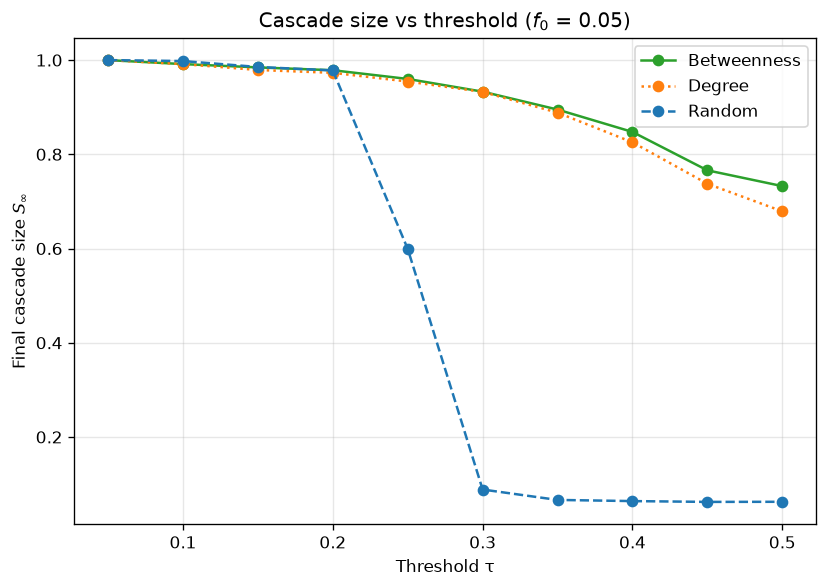 Cascade size vs threshold (f₀ = 0.05)
Betweenness
Degree
Random
Final cascade size S∞
1.0
0.8
0.6
0.4
0.2
0.1
0.2
0.3
0.4
0.5
Threshold τ